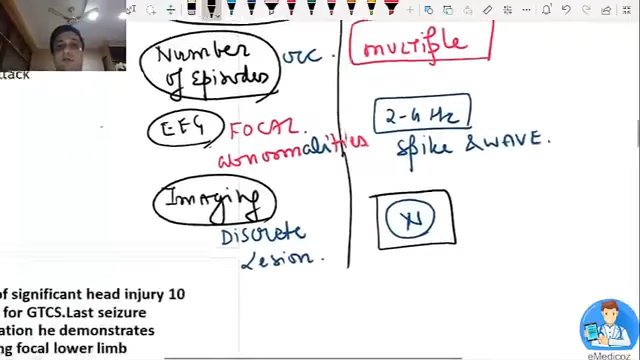 ttack
Number
of Episodes
occ
multiple
EEG
FOCAL
abnormalities
2-4 Hz
Spike & WAVE.
Imaging
Discrete
Lesion.
N
of significant head injury 10
for GTCS.Last seizure
ation he demonstrates
ng focal lower limb
eMedicoz